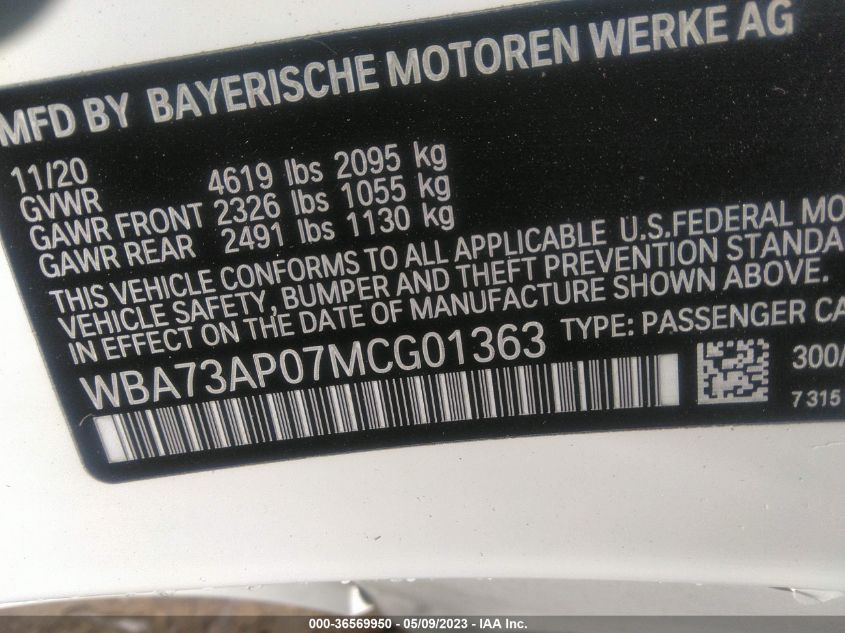 MFD BY BAYERISCHE MOTOREN WERKE AG
11/20
GVWR 4619 lbs 2095 kg
GAWR FRONT 2326 lbs 1055 kg
GAWR REAR 2491 lbs 1130 kg
THIS VEHICLE CONFORMS TO ALL APPLICABLE U.S.FEDERAL MO
VEHICLE SAFETY, BUMPER AND THEFT PREVENTION STANDA
IN EFFECT ON THE DATE OF MANUFACTURE SHOWN ABOVE.
WBA73AP07MCG01363 TYPE: PASSENGER CA
300/
7 315
000-36569950 - 05/09/2023 - IAA Inc.